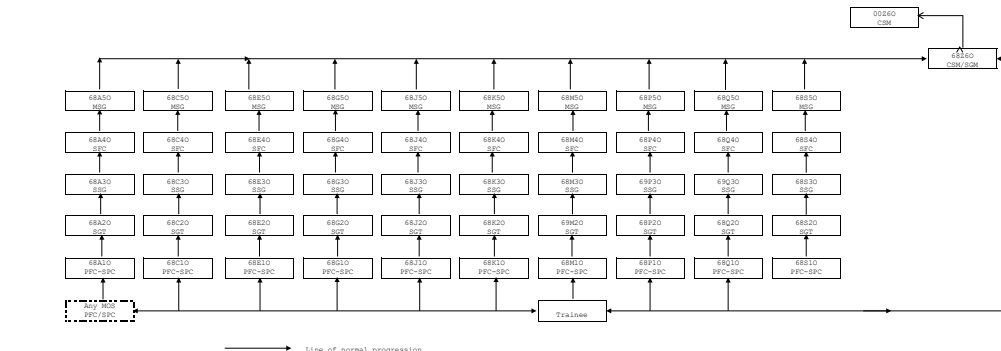 00Z60
CSM
68Z60
CSM/SGM
68A50 68C50 68E50 68G50 68J50 68K50 68M50 68P50 68Q50 68S50
MSG MSG MSG MSG MSG MSG MSG MSG MSG MSG
68A40 68C40 68E40 68G40 68J40 68K40 68M40 68P40 68Q40 68S40
SFC SFC SFC SFC SFC SFC SFC SFC SFC SFC
68A30 68C30 68E30 68G30 68J30 68K30 68M30 69P30 69Q30 68S30
SSG SSG SSG SSG SSG SSG SSG SSG SSG SSG
68A20 68C20 68E20 68G20 68J20 68K20 69M20 68P20 68Q20 68S20
SGT SGT SGT SGT SGT SGT SGT SGT SGT SGT
68A10 68C10 68E10 68G10 68J10 68K10 68M10 68P10 68Q10 68S10
PFC-SPC PFC-SPC PFC-SPC PFC-SPC PFC-SPC PFC-SPC PFC-SPC PFC-SPC PFC-SPC PFC-SPC
Any MOS
PFC/SPC
Trainee
Line of normal progression